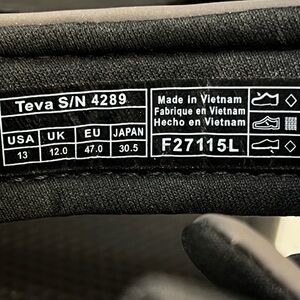 Teva S/N 4289
USA UK EU JAPAN
13 12.0 47.0 30.5
Made in Vietnam
Fabrique en Vietnam
Hecho en Vietnam
F27115L